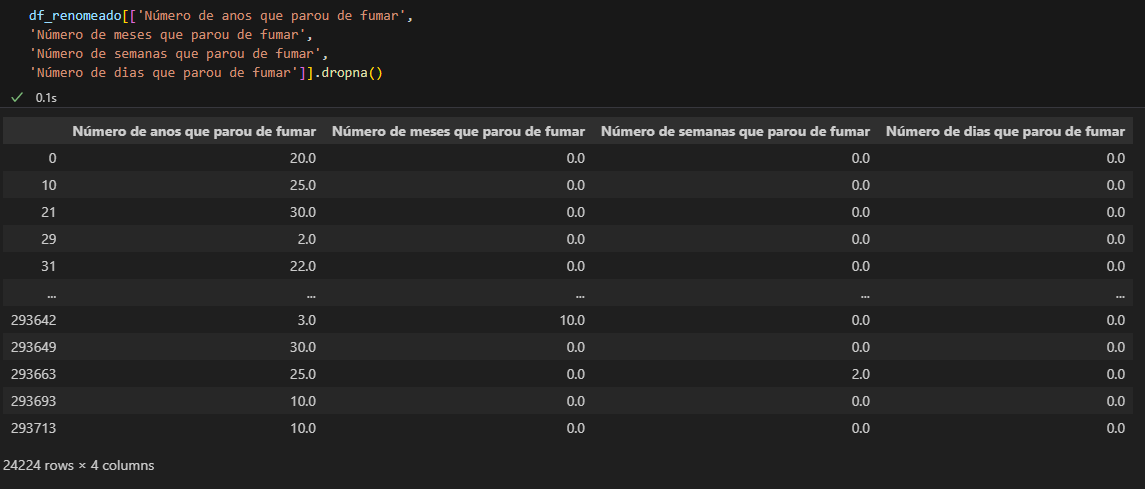 df_renomeado[['Número de anos que parou de fumar',
'Número de meses que parou de fumar',
'Número de semanas que parou de fumar',
'Número de dias que parou de fumar']].dropna()
✓ 0.1s
Número de anos que parou de fumar Número de meses que parou de fumar Número de semanas que parou de fumar Número de dias que parou de fumar
0 20.0 0.0 0.0 0.0
10 25.0 0.0 0.0 0.0
21 30.0 0.0 0.0 0.0
29 2.0 0.0 0.0 0.0
31 22.0 0.0 0.0 0.0
... ... ... ... ...
293642 3.0 10.0 0.0 0.0
293649 30.0 0.0 0.0 0.0
293663 25.0 0.0 2.0 0.0
293693 10.0 0.0 0.0 0.0
293713 10.0 0.0 0.0 0.0
24224 rows × 4 columns